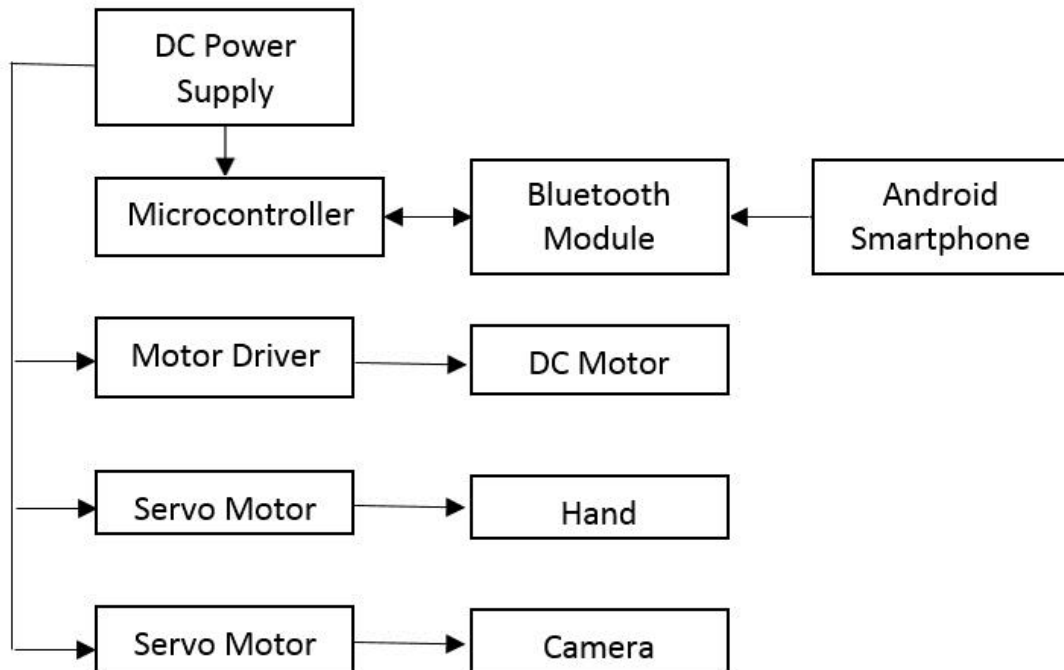 DC Power
Supply
Microcontroller
Bluetooth
Module
Android
Smartphone
Motor Driver
DC Motor
Servo Motor
Hand
Servo Motor
Camera